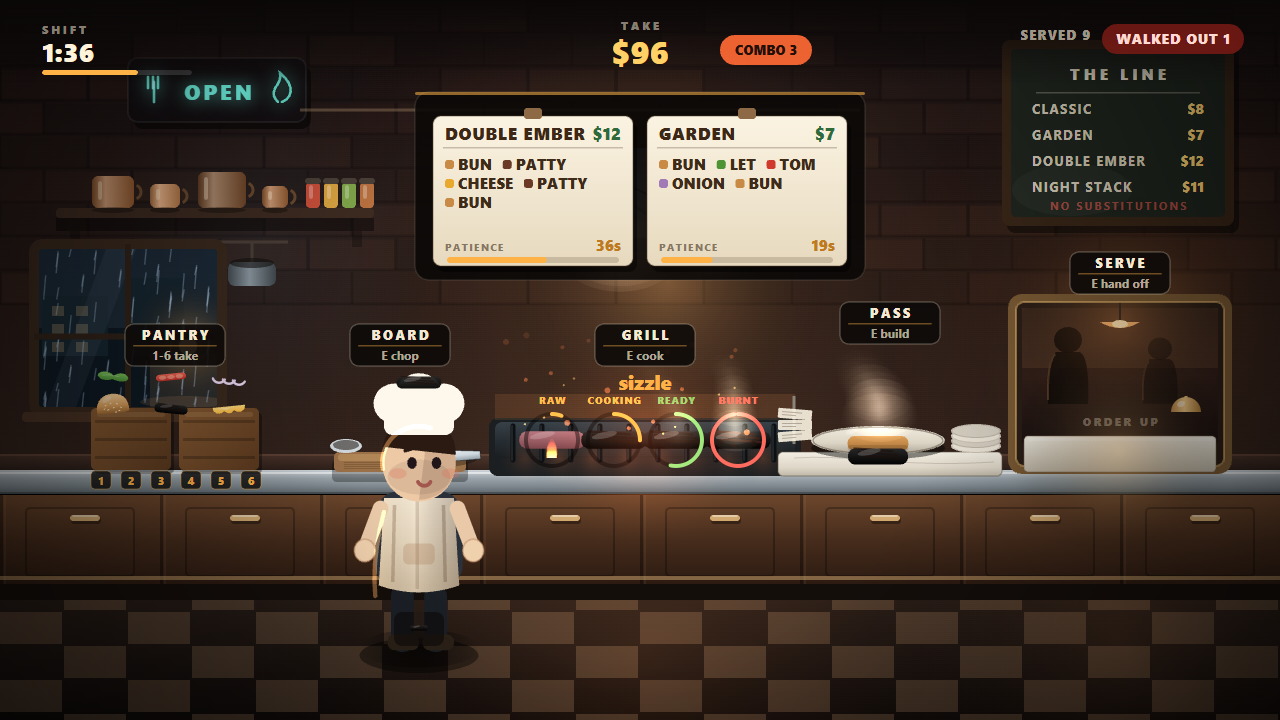 SHIFT
1:36
TAKE
$96
COMBO 3
SERVED 9
WALKED OUT 1
OPEN
THE LINE
CLASSIC $8
GARDEN $7
DOUBLE EMBER $12
NIGHT STACK $11
NO SUBSTITUTIONS
DOUBLE EMBER $12
BUN PATTY
CHEESE PATTY
BUN
PATIENCE 36s
GARDEN $7
BUN LET TOM
ONION BUN
PATIENCE 19s
PANTRY
1-6 take
BOARD
E chop
GRILL
E cook
PASS
E build
SERVE
E hand off
sizzle
RAW COOKING READY BURNT
ORDER UP
1 2 3 4 5 6